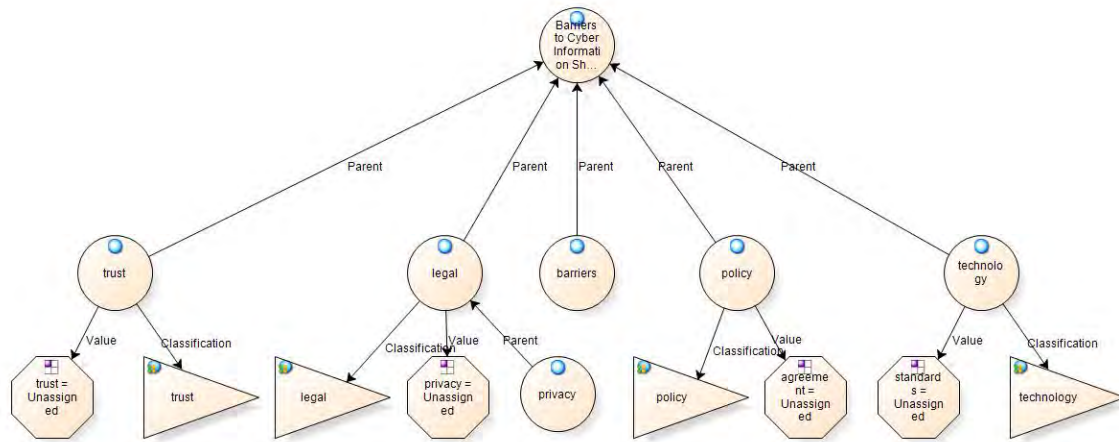 Barriers
to Cyber
Informati
on Sh...
Parent
Parent
Parent
Parent
Parent
trust
legal
barriers
policy
technolo
gy
Value
Classification
Classification
Value
Parent
Classification
Value
Value
Classification
trust =
Unassign
ed
trust
legal
privacy =
Unassign
ed
privacy
policy
agreeme
nt =
Unassign
ed
standard
s =
Unassign
ed
technology